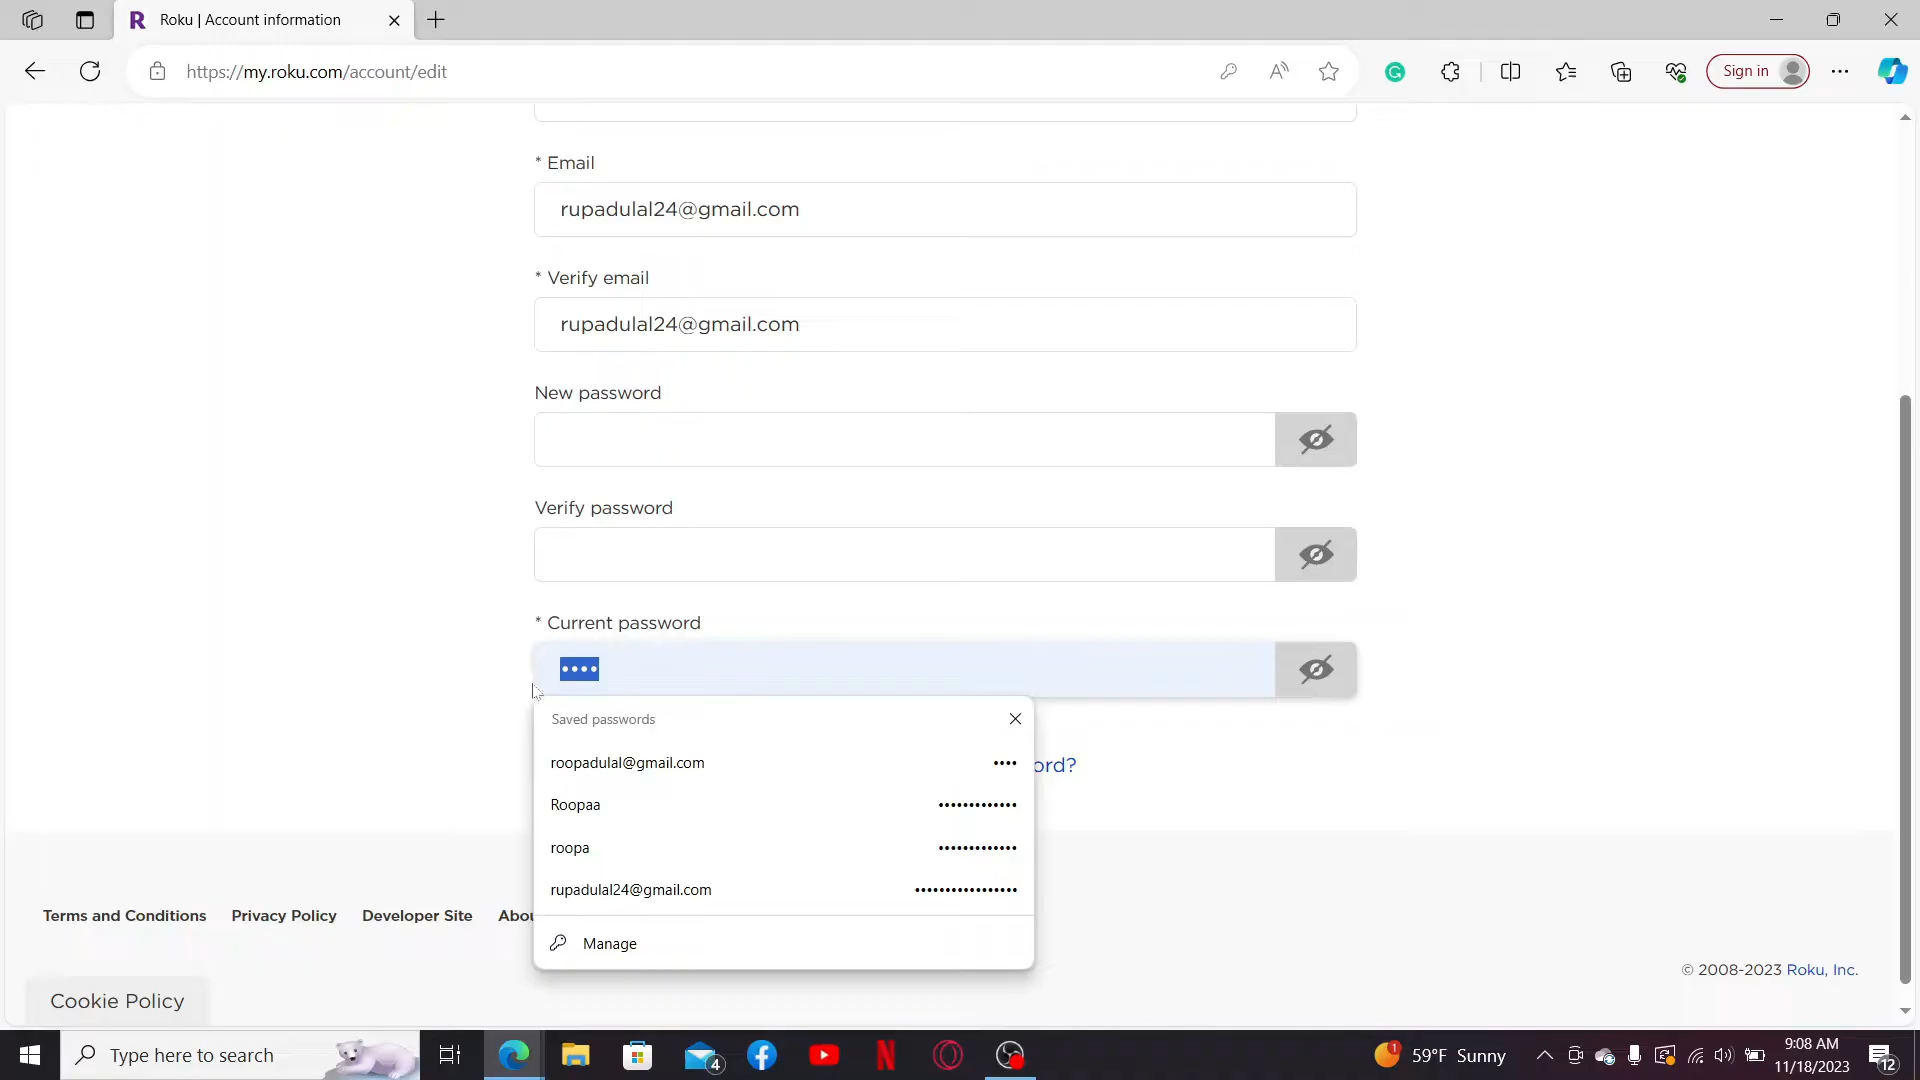 Roku | Account information
https://my.roku.com/account/edit
Sign in
* Email
rupadulal24@gmail.com
* Verify email
rupadulal24@gmail.com
New password
Verify password
* Current password
••••
Saved passwords
roopadulal@gmail.com ••••
ord?
Roopaa •••••••••••••
roopa •••••••••••••
rupadulal24@gmail.com •••••••••••••••••
Manage
Terms and Conditions Privacy Policy Developer Site Abou
© 2008-2023 Roku, Inc.
Cookie Policy
Type here to search
4
1
59°F Sunny
9:08 AM
11/18/2023
12